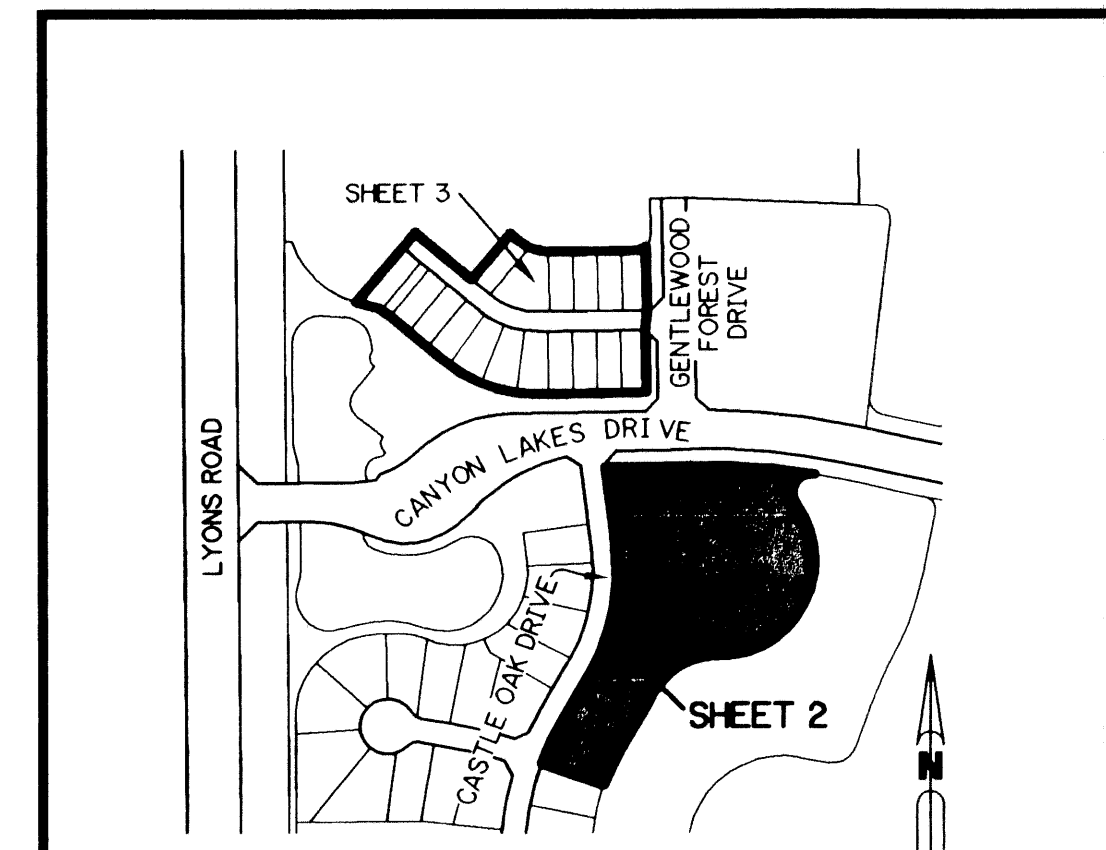 SHEET 3
GENTLEWOOD
FOREST
DRIVE
CANYON LAKES DRIVE
LYONS ROAD
CASTLE OAK DRIVE
SHEET 2
N